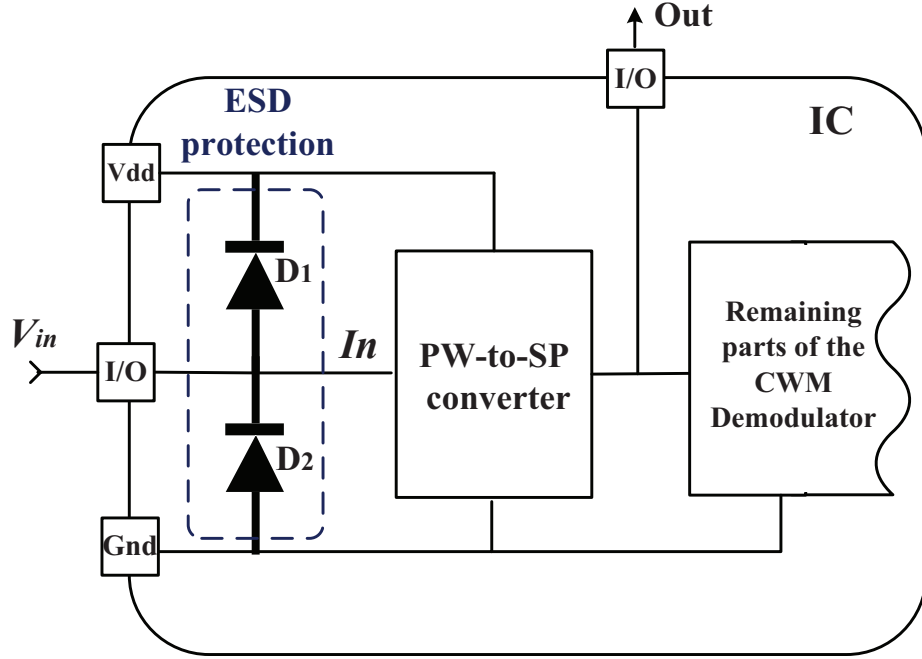 Out
I/O
IC
ESD
protection
Vdd
D1
Vin
I/O
In
PW-to-SP
converter
Remaining
parts of the
CWM
Demodulator
D2
Gnd